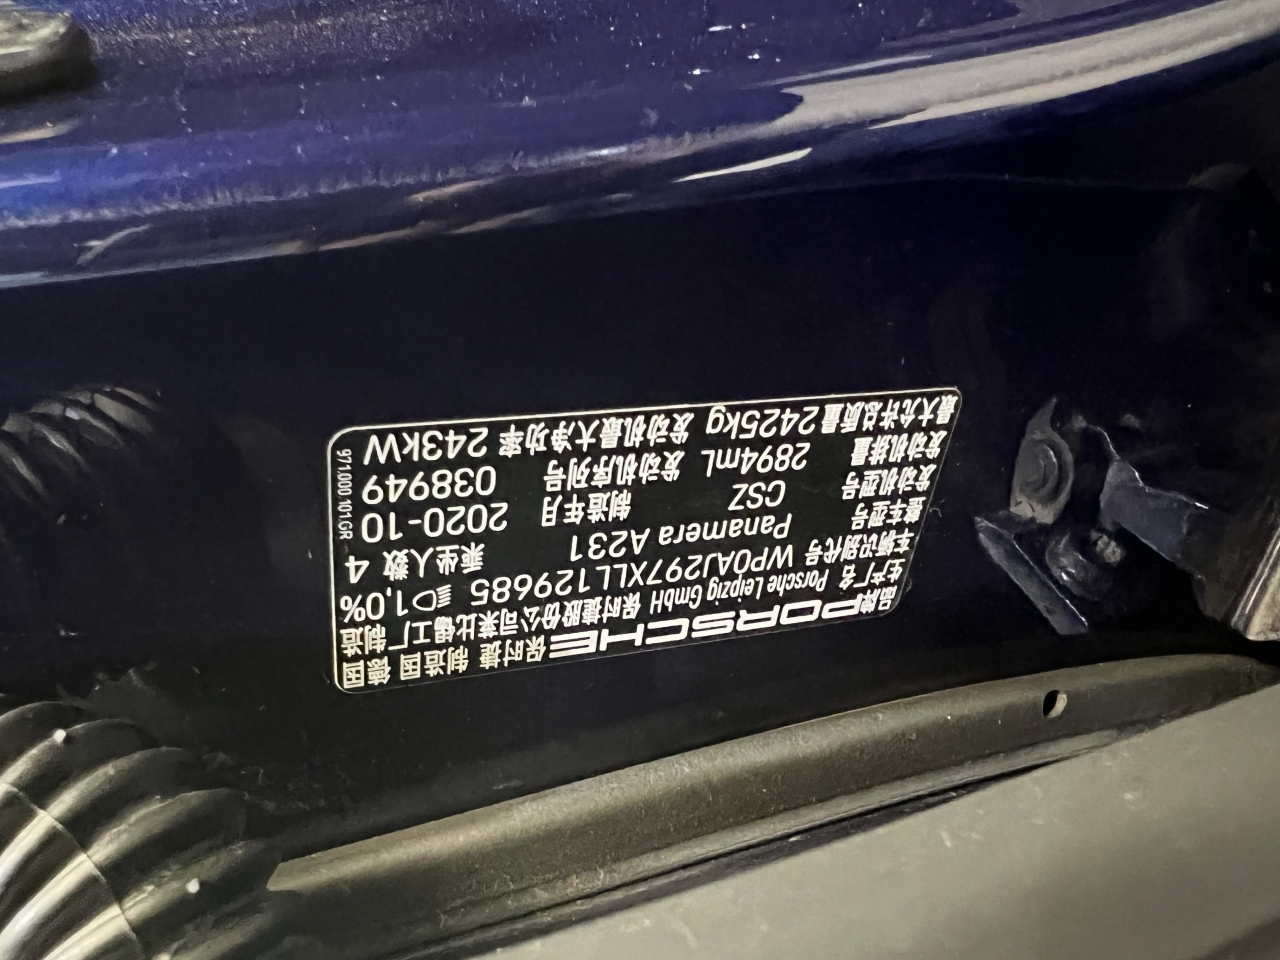 品牌 PORSCHE 保时捷 制造国 德国
生产厂名 Porsche Leipzig GmbH 保时捷股份公司莱比锡工厂制造
车辆识别代号 WP0AJ297XLL129685 1,0%
整车型号 Panamera A231 乘坐人数 4
发动机型号 CSZ 制造年月 2020-10
发动机排量 2894mL 发动机序列号 038949
最大允许总质量 2425kg 发动机最大净功率 243kW
971.000.101.GR